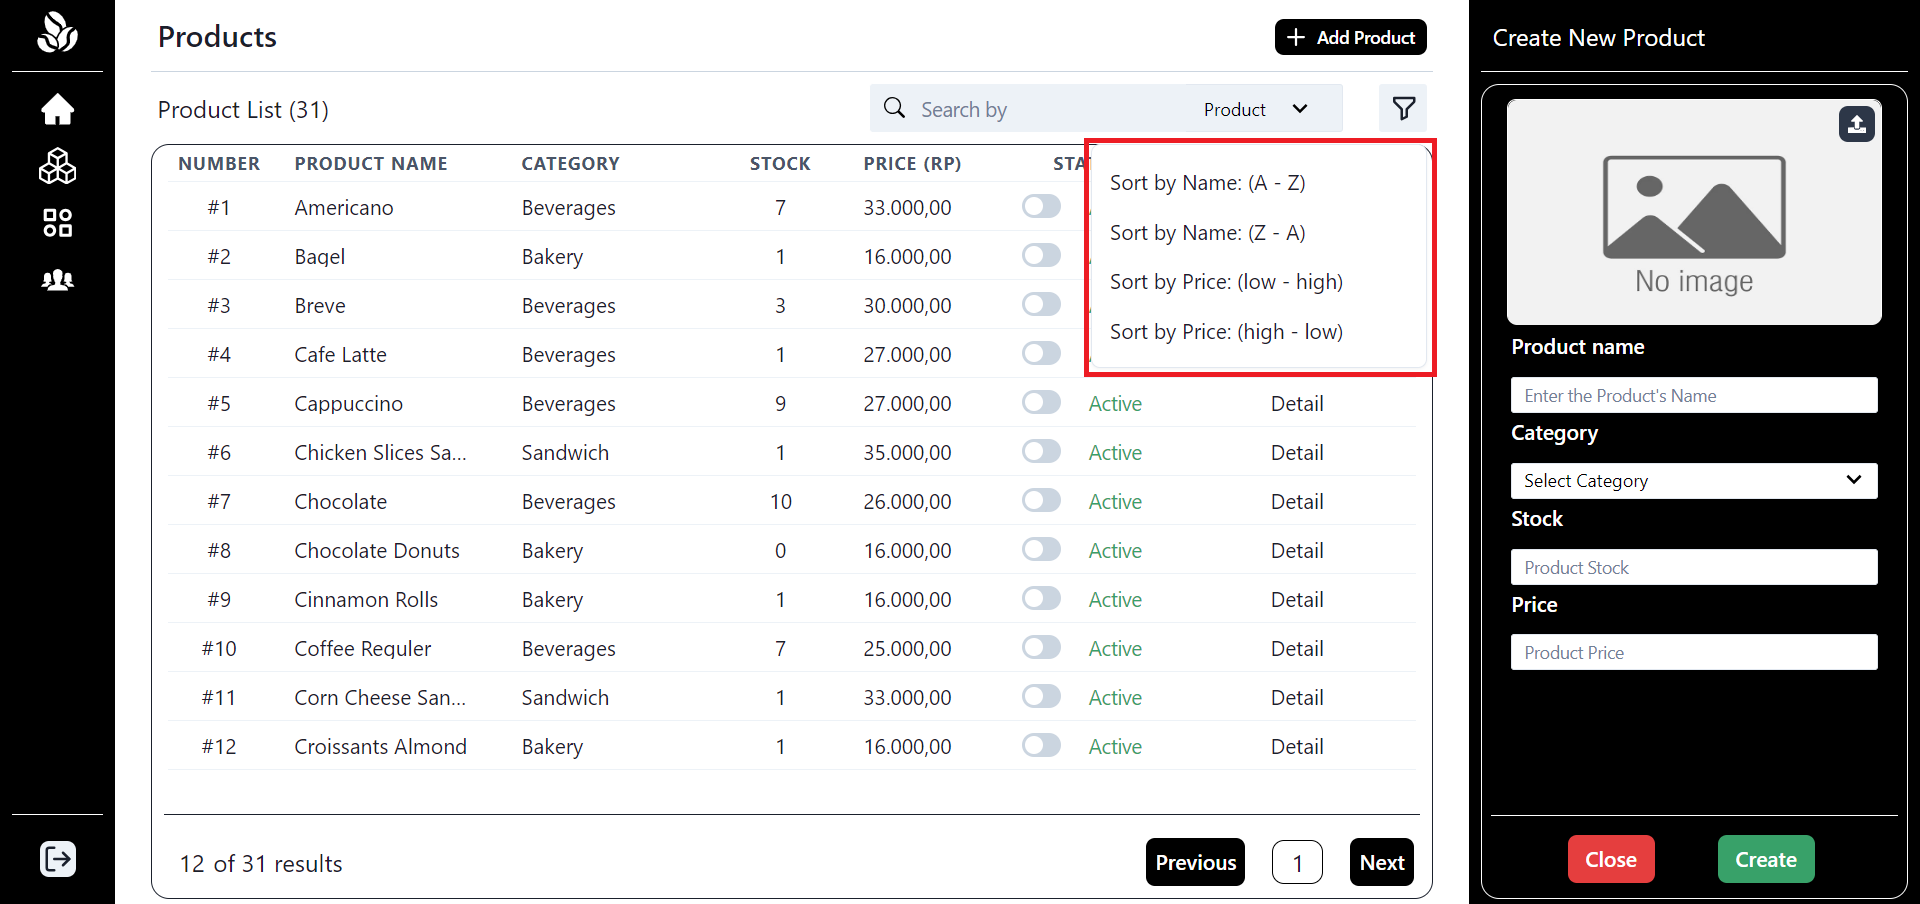 Products
Add Product
Product List (31)
Search by
Product
NUMBER PRODUCT NAME CATEGORY STOCK PRICE (RP)
#1 Americano Beverages 7 33.000,00
#2 Bagel Bakery 1 16.000,00
#3 Breve Beverages 3 30.000,00
#4 Cafe Latte Beverages 1 27.000,00
#5 Cappuccino Beverages 9 27.000,00 Active Detail
#6 Chicken Slices Sa... Sandwich 1 35.000,00 Active Detail
#7 Chocolate Beverages 10 26.000,00 Active Detail
#8 Chocolate Donuts Bakery 0 16.000,00 Active Detail
#9 Cinnamon Rolls Bakery 1 16.000,00 Active Detail
#10 Coffee Reguler Beverages 7 25.000,00 Active Detail
#11 Corn Cheese San... Sandwich 1 33.000,00 Active Detail
#12 Croissants Almond Bakery 1 16.000,00 Active Detail
Sort by Name: (A - Z)
Sort by Name: (Z - A)
Sort by Price: (low - high)
Sort by Price: (high - low)
12 of 31 results
Previous 1 Next
Create New Product
No image
Product name
Enter the Product's Name
Category
Select Category
Stock
Product Stock
Price
Product Price
Close Create